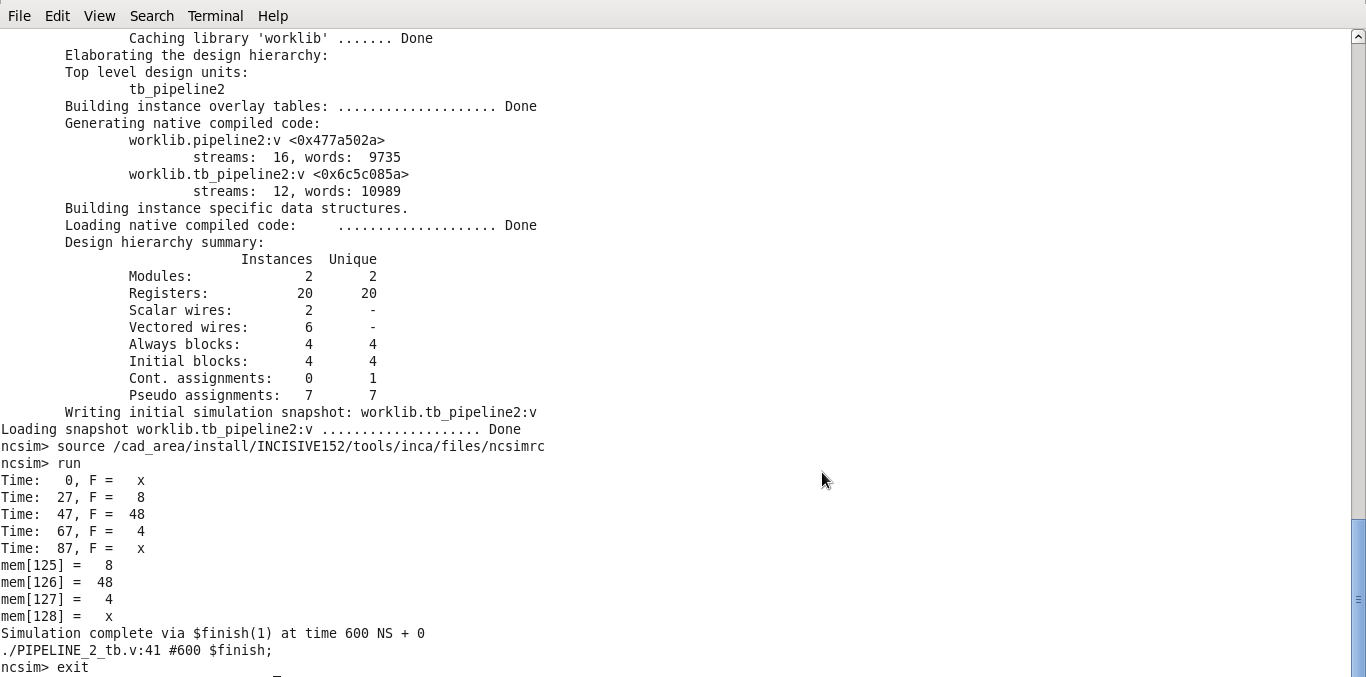 File Edit View Search Terminal Help
Caching library 'worklib' ....... Done
Elaborating the design hierarchy:
Top level design units:
tb_pipeline2
Building instance overlay tables: .................... Done
Generating native compiled code:
worklib.pipeline2:v <0x477a502a>
streams:  16, words:  9735
worklib.tb_pipeline2:v <0x6c5c085a>
streams:  12, words: 10989
Building instance specific data structures.
Loading native compiled code:     .................... Done
Design hierarchy summary:
Instances  Unique
Modules:              2       2
Registers:           20      20
Scalar wires:         2       -
Vectored wires:       6       -
Always blocks:        4       4
Initial blocks:       4       4
Cont. assignments:    0       1
Pseudo assignments:   7       7
Writing initial simulation snapshot: worklib.tb_pipeline2:v
Loading snapshot worklib.tb_pipeline2:v .................... Done
ncsim> source /cad_area/install/INCISIVE152/tools/inca/files/ncsimrc
ncsim> run
Time:   0, F =   x
Time:  27, F =   8
Time:  47, F =  48
Time:  67, F =   4
Time:  87, F =   x
mem[125] =   8
mem[126] =  48
mem[127] =   4
mem[128] =   x
Simulation complete via $finish(1) at time 600 NS + 0
./PIPELINE_2_tb.v:41 #600 $finish;
ncsim> exit